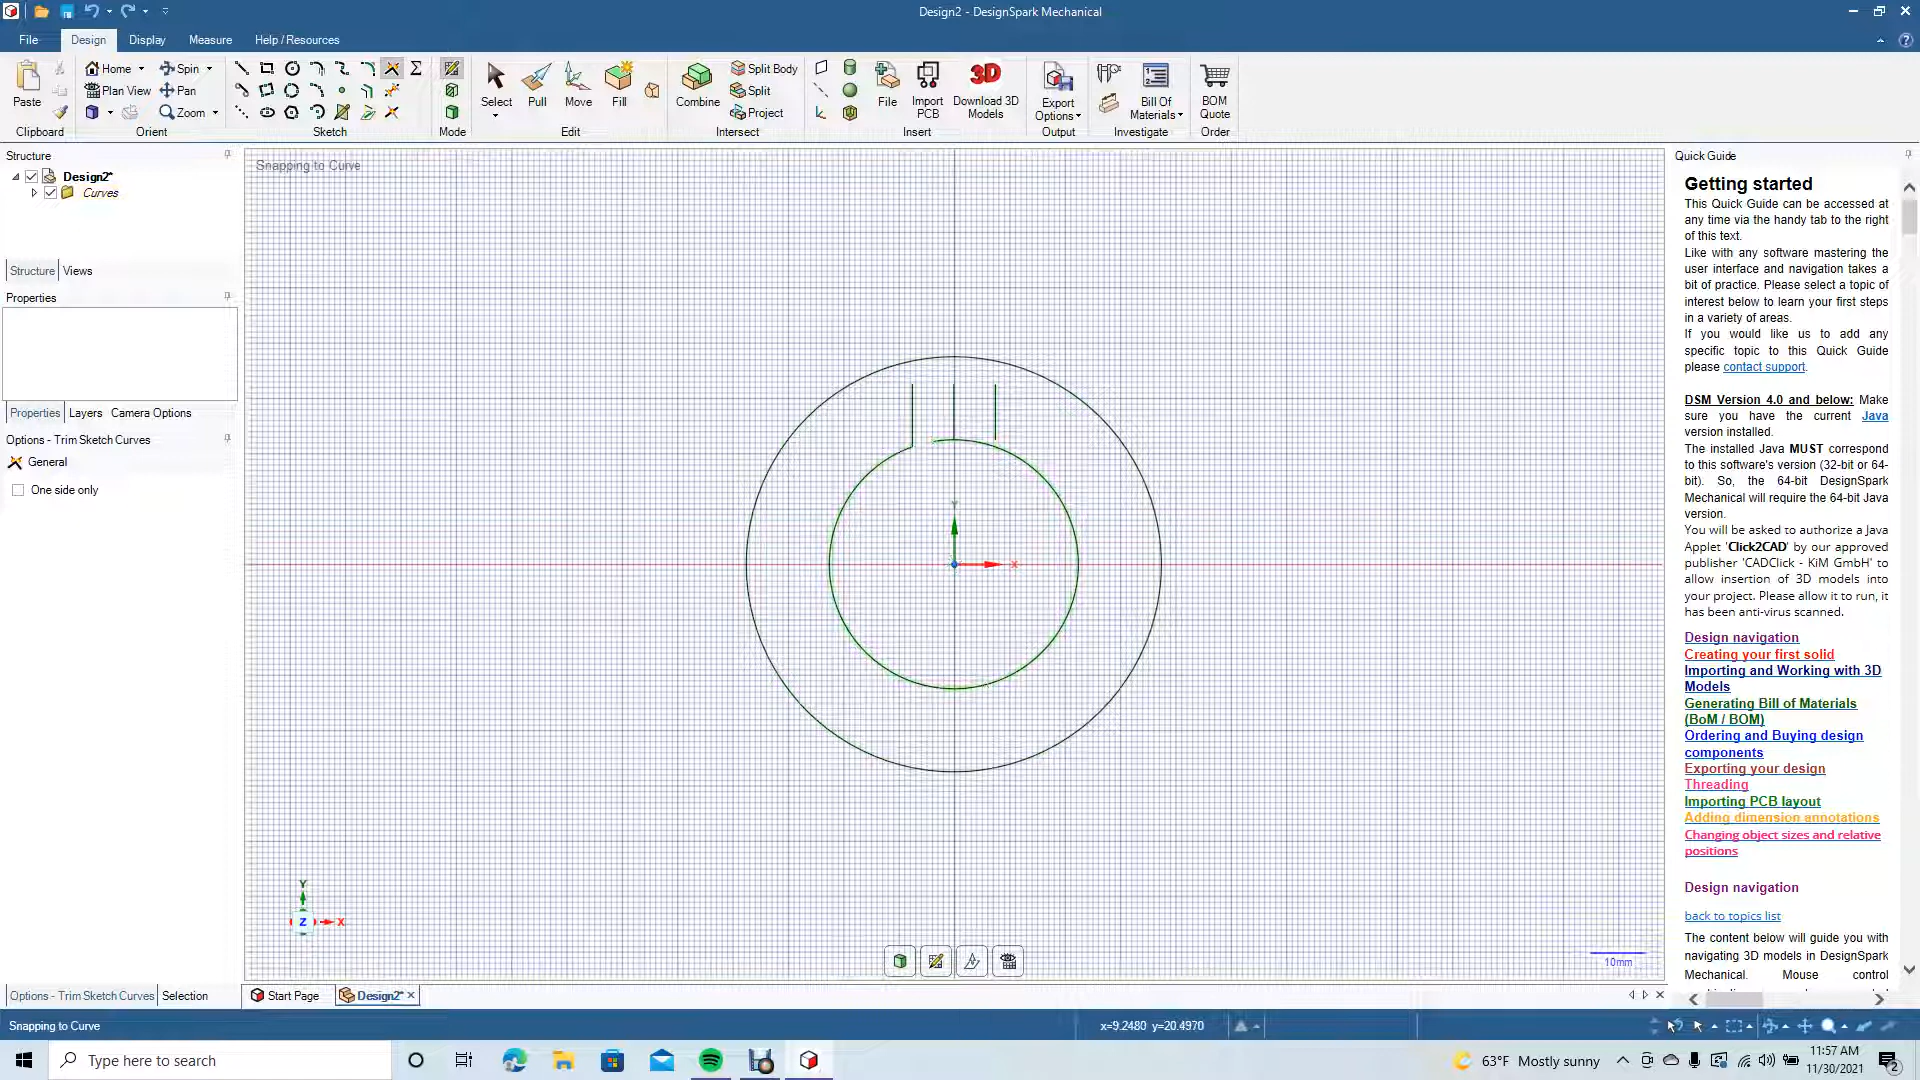 Design2 - DesignSpark Mechanical
File
Design
Display
Measure
Help / Resources
Paste
Home
Spin
Plan View
Pan
Zoom
Select
Pull
Move
Fill
Combine
Split Body
Split
Project
File
Import PCB
3D
Download 3D Models
Export Options
Bill Of Materials
BOM Quote
Clipboard
Orient
Sketch
Mode
Edit
Intersect
Insert
Output
Investigate
Order
Structure
Design2*
Curves
Structure
Views
Properties
Properties
Layers
Camera Options
Options - Trim Sketch Curves
General
One side only
Snapping to Curve
Y
X
Y
Z
X
10mm
Quick Guide
Getting started
This Quick Guide can be accessed at
any time via the handy tab to the right
of this text.
Like with any software mastering the
user interface and navigation takes a
bit of practice. Please select a topic of
interest below to learn your first steps
in a variety of areas.
If you would like us to add any
specific topic to this Quick Guide
please contact support.
DSM Version 4.0 and below: Make
sure you have the current Java
version installed.
The installed Java MUST correspond
to this software's version (32-bit or 64-
bit). So, the 64-bit DesignSpark
Mechanical will require the 64-bit Java
version.
You will be asked to authorize a Java
Applet 'Click2CAD' by our approved
publisher 'CADClick - KiM GmbH' to
allow insertion of 3D models into
your project. Please allow it to run, it
has been anti-virus scanned.
Design navigation
Creating your first solid
Importing and Working with 3D
Models
Generating Bill of Materials
(BoM / BOM)
Ordering and Buying design
components
Exporting your design
Threading
Importing PCB layout
Adding dimension annotations
Changing object sizes and relative
positions
Design navigation
back to topics list
The content below will guide you with
navigating 3D models in DesignSpark
Mechanical. Mouse control
Options - Trim Sketch Curves
Selection
Start Page
Design2*
Snapping to Curve
x=9.2480 y=20.4970
Type here to search
63°F Mostly sunny
11:57 AM
11/30/2021
2